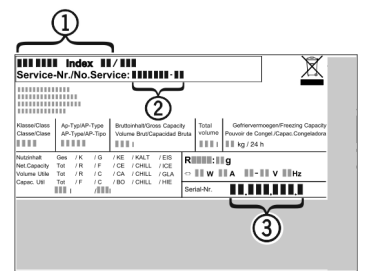 1
Index /
Service-Nr./No.Service: -
2
Klasse/Class Ap-Typ/AP-Type Bruttoinhalt/Gross Capacity Total Gefriervermoegen/Freezing Capacity
Classe/Clase AP-Type/AP-Tipo Volume Brut/Capacidad Bruta volume Pouvoir de Congel./Capac.Congeladora
l l kg / 24 h
Nutzinhalt Ges / K / G / KE / KALT / EIS
Net.Capacity Tot / R / F / CE / CHILL / ICE
Volume Utile Tot / R / C / CA / CHILL / GLA
Capac. Util Tot / F / C / BO / CHILL / HIE
l / l
R : g
W A - V Hz
Serial-Nr. . . .
3